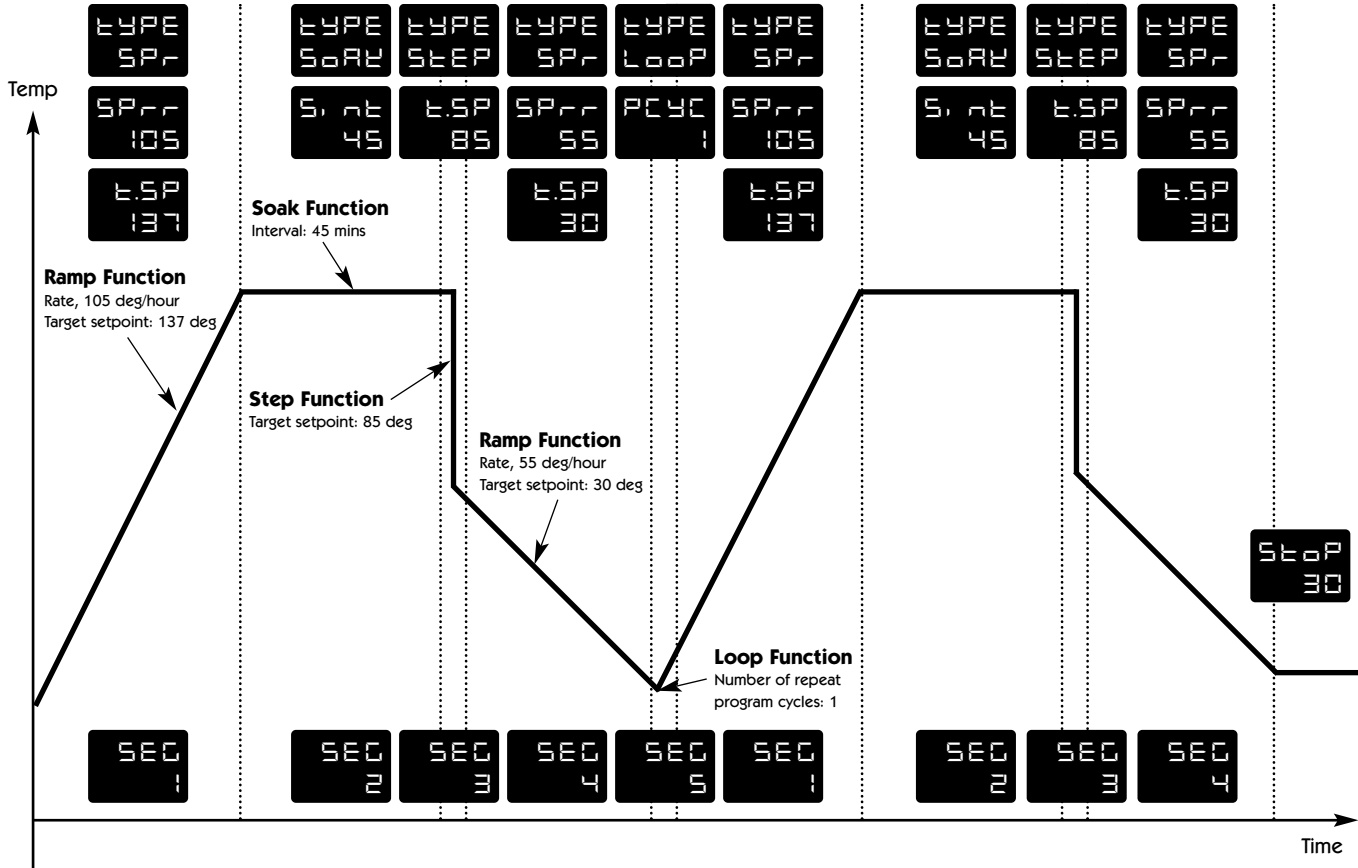 tYPE
SPr
tYPE
SoAK
tYPE
StEP
tYPE
SPr
tYPE
LooP
tYPE
SPr
tYPE
SoAK
tYPE
StEP
tYPE
SPr
Temp
SPrr
105
S.int
45
t.SP
85
SPrr
55
PCYC
1
SPrr
105
S.int
45
t.SP
85
SPrr
55
t.SP
137
t.SP
30
t.SP
137
t.SP
30
Soak Function
Interval: 45 mins
Ramp Function
Rate, 105 deg/hour
Target setpoint: 137 deg
Step Function
Target setpoint: 85 deg
Ramp Function
Rate, 55 deg/hour
Target setpoint: 30 deg
StoP
30
Loop Function
Number of repeat
program cycles: 1
SEG
1
SEG
2
SEG
3
SEG
4
SEG
5
SEG
1
SEG
2
SEG
3
SEG
4
Time